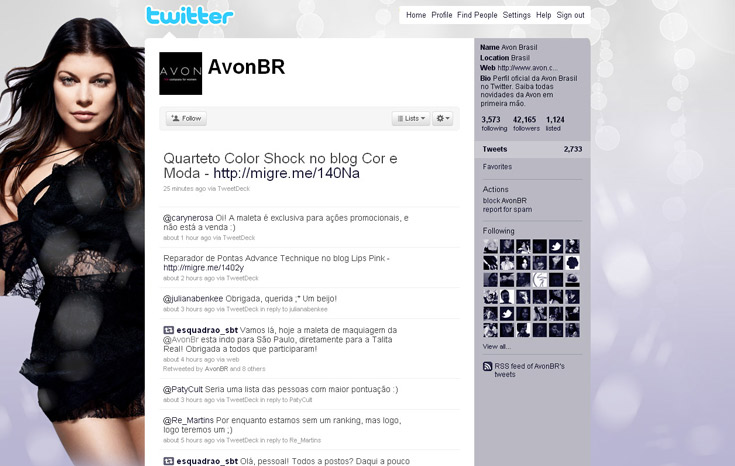 twitter
Home Profile Find People Settings Help Sign out
AVON
AvonBR
Follow
Lists
Quarteto Color Shock no blog Cor e
Moda - http://migre.me/140Na
25 minutes ago via TweetDeck
@carynerosa Oi! A maleta é exclusiva para ações promocionais, e
não está a venda :)
about 1 hour ago via TweetDeck
Reparador de Pontas Advance Technique no blog Lips Pink -
http://migre.me/1402y
about 2 hours ago via TweetDeck
@julianabenkee Obrigada, querida ;* Um beijo!
about 3 hours ago via TweetDeck in reply to julianabenkee
esquadrao_sbt Vamos lá, hoje a maleta de maquiagem da
@AvonBr esta indo para São Paulo, diretamente para a Talita
Real! Obrigada a todos que participaram!
about 4 hours ago via web
Retweeted by AvonBR and 6 others
@PatyCult Seria uma lista das pessoas com maior pontuação :)
about 3 hours ago via TweetDeck in reply to PatyCult
@Re_Martins Por enquanto estamos sem um ranking, mas logo,
logo teremos um ;)
about 5 hours ago via TweetDeck in reply to Re_Martins
esquadrao_sbt Olà, pessoal! Todos a postos? Daqui a pouco
Name Avon Brasil
Location Brasil
Web http://www.avon.c...
Bio Perfil oficial da Avon Brasil
no Twitter. Saiba todas
novidades da Avon em
primeira mão.
3,573 42,165 1,124
following followers listed
Tweets 2,733
Favorites
Actions
block AvonBR
report for spam
Following
View all...
RSS feed of AvonBR's
tweets